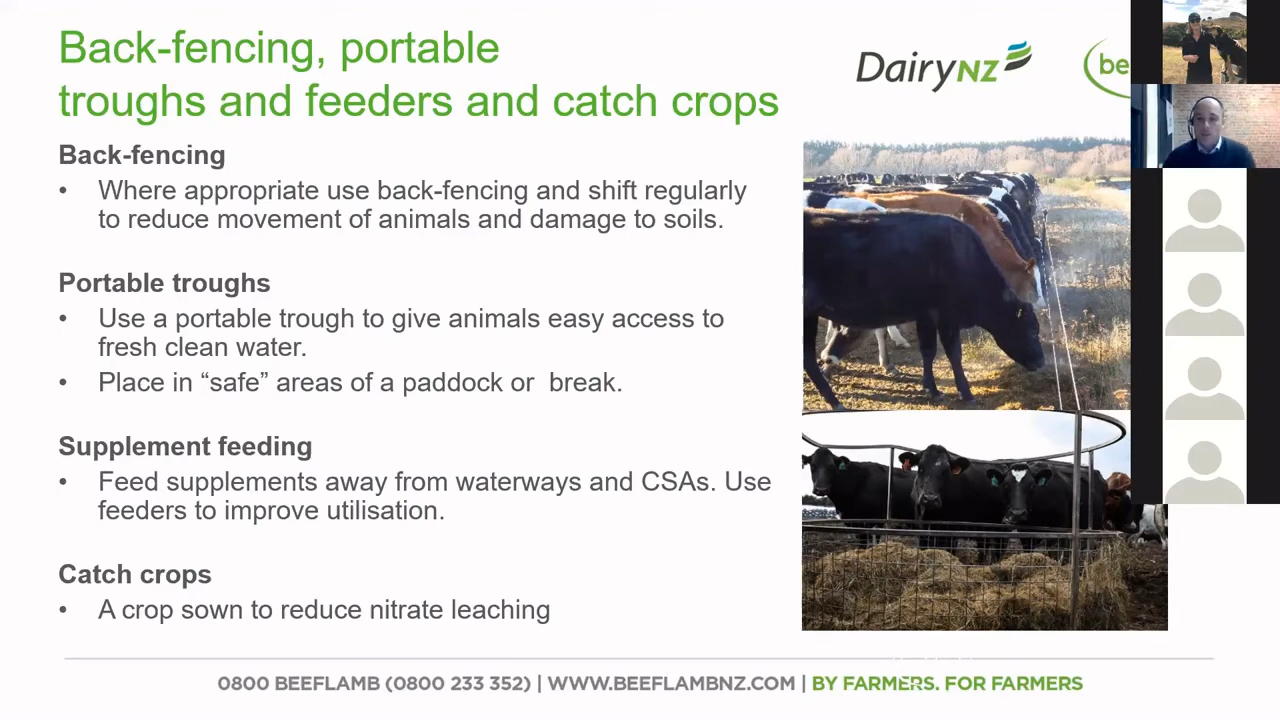 Back-fencing, portable
troughs and feeders and catch crops
DairyNZ
be
Back-fencing
• Where appropriate use back-fencing and shift regularly
to reduce movement of animals and damage to soils.
Portable troughs
• Use a portable trough to give animals easy access to
fresh clean water.
• Place in “safe” areas of a paddock or  break.
Supplement feeding
• Feed supplements away from waterways and CSAs. Use
feeders to improve utilisation.
Catch crops
• A crop sown to reduce nitrate leaching
0800 BEEFLAMB (0800 233 352) | WWW.BEEFLAMBNZ.COM | BY FARMERS. FOR FARMERS